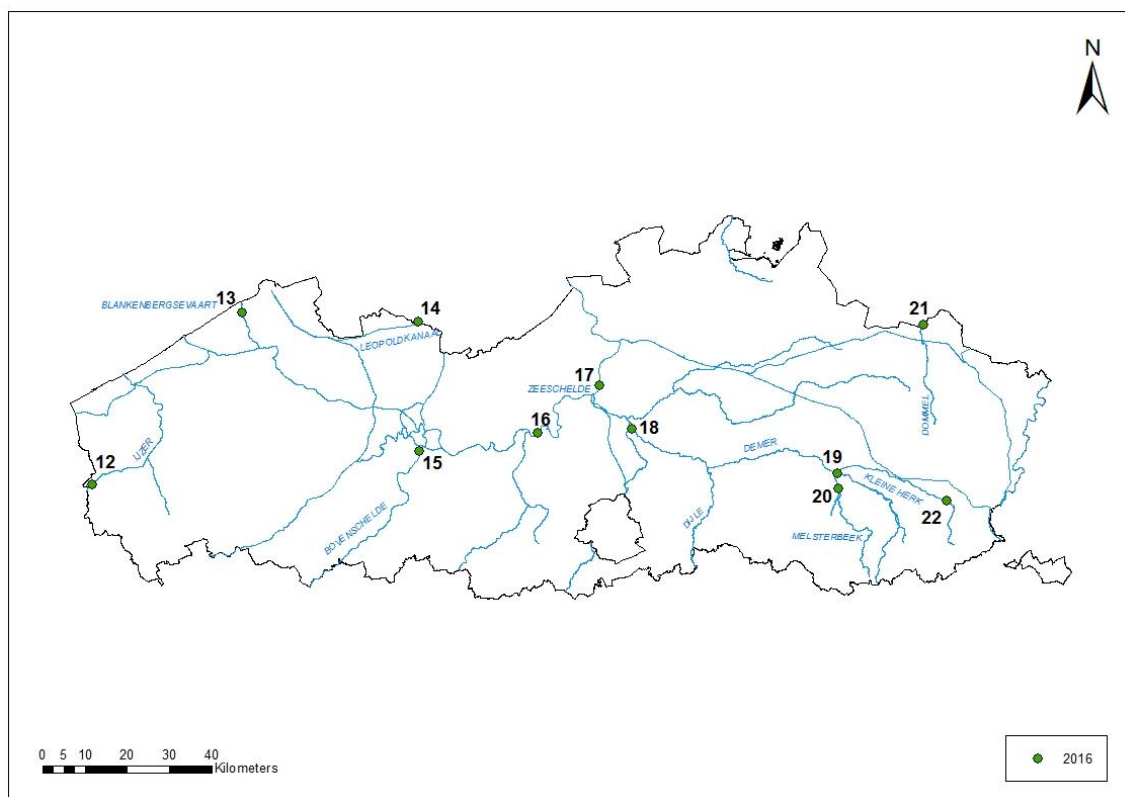 N
BLANKENBERGSEVAART
13
14
LEOPOLDKANAAL
21
17
ZEESCHELDE
DOMMEL
16
18
12
IJZER
15
DEMER
19
20
KLEINE HERK
22
BOVENSCHELDE
DIJLE
MELSTERBEEK
0 5 10 20 30 40
Kilometers
2016